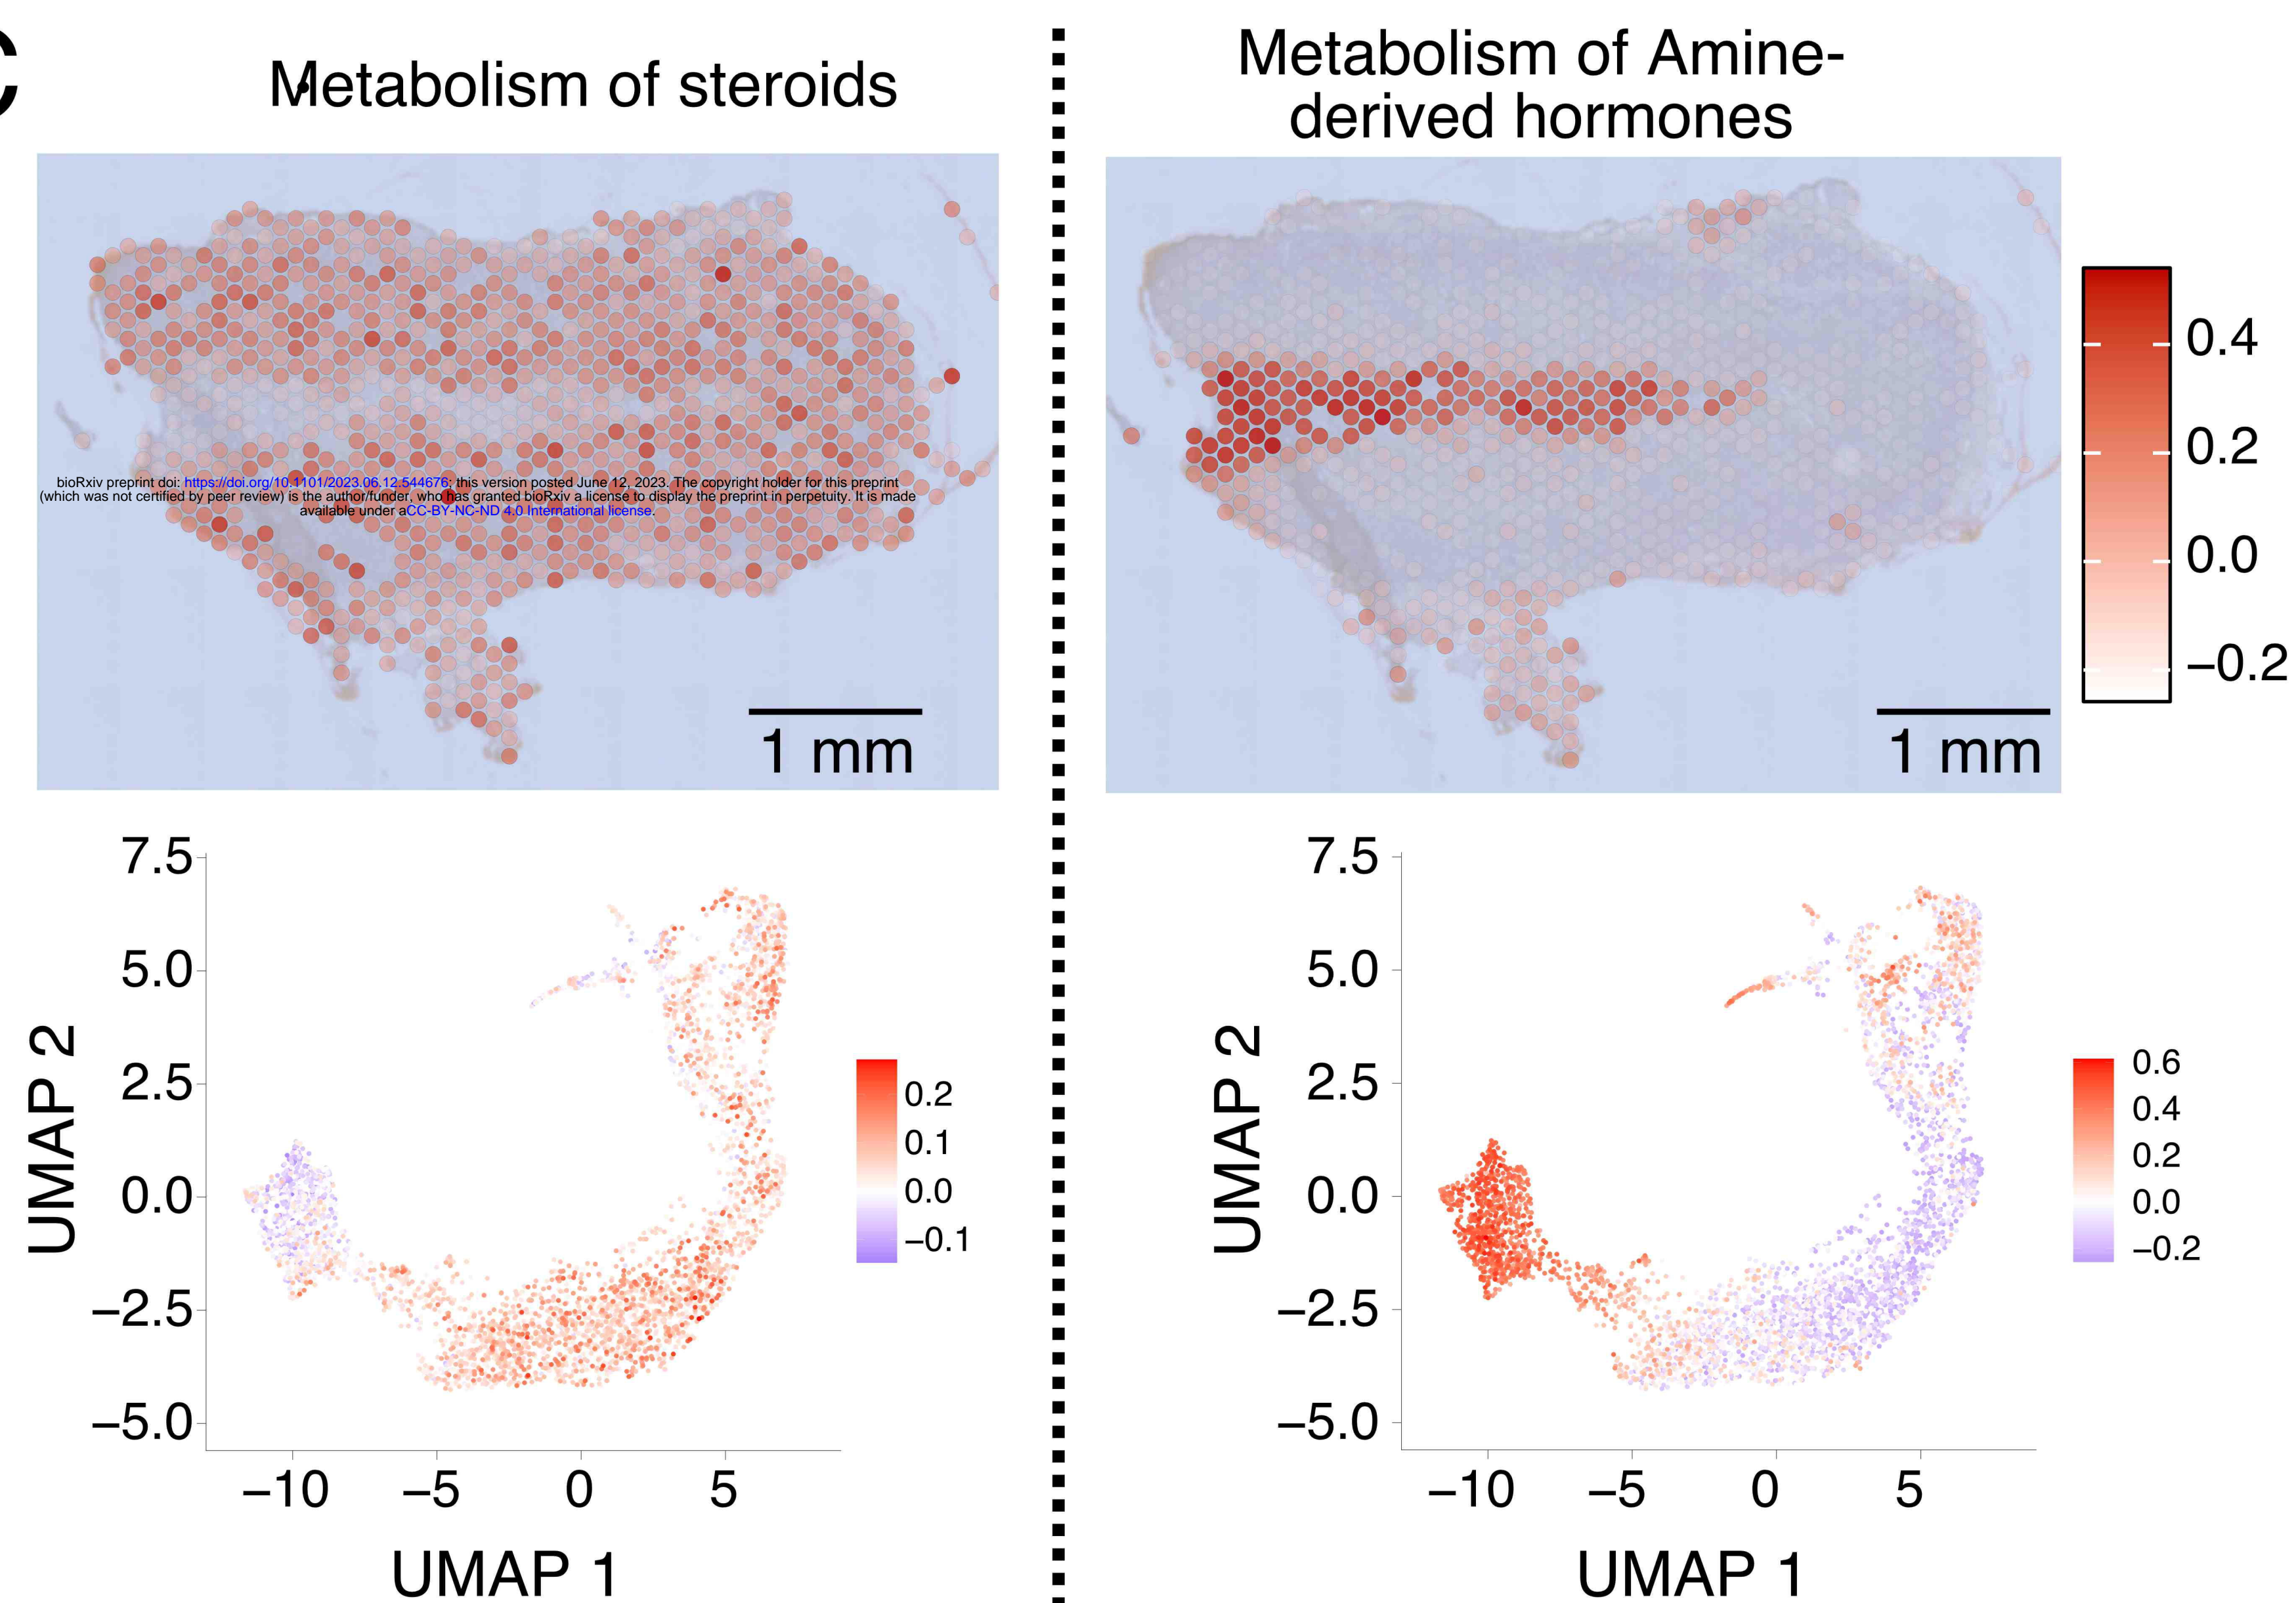 C
Metabolism of steroids
Metabolism of Amine-
derived hormones
bioRxiv preprint doi: https://doi.org/10.1101/2023.06.12.544676; this version posted June 12, 2023. The copyright holder for this preprint
(which was not certified by peer review) is the author/funder, who has granted bioRxiv a license to display the preprint in perpetuity. It is made
available under aCC-BY-NC-ND 4.0 International license.
1 mm
1 mm
0.4
0.2
0.0
−0.2
UMAP 2
7.5
5.0
2.5
0.0
−2.5
−5.0
−10 −5 0 5
UMAP 1
0.2
0.1
0.0
−0.1
UMAP 2
7.5
5.0
2.5
0.0
−2.5
−5.0
−10 −5 0 5
UMAP 1
0.6
0.4
0.2
0.0
−0.2